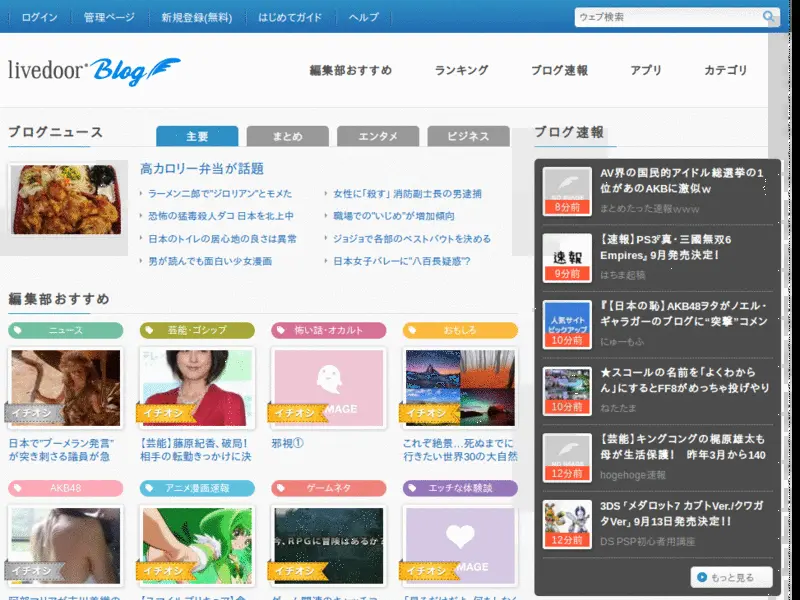 ログイン
管理ページ
新規登録(無料)
はじめてガイド
ヘルプ
ウェブ検索
livedoor Blog
編集部おすすめ
ランキング
ブログ速報
アプリ
カテゴリ
ブログニュース
主要
まとめ
エンタメ
ビジネス
高カロリー弁当が話題
ラーメン二郎で"ジロリアン"とモメた
恐怖の猛毒殺人ダコ 日本を北上中
日本のトイレの居心地の良さは異常
男が読んでも面白い少女漫画
女性に「殺す」 消防副士長の男逮捕
職場での"いじめ"が増加傾向
ジョジョで各部のベストバウトを決める
日本女子バレーに"八百長疑惑"?
編集部おすすめ
ニュース
芸能・ゴシップ
怖い話・オカルト
おもしろ
イチオシ
イチオシ
イチオシ
イチオシ
日本で"ブーメラン発言"
が突き刺さる議員が急
【芸能】藤原紀香、破局!
相手の転勤きっかけに決
邪視①
これぞ絶景…死ぬまでに
行きたい世界30の大自然
AKB48
アニメ漫画速報
ゲームネタ
エッチな体験談
今、RPGに冒険はあるか?
イチオシ
イチオシ
イチオシ
イチオシ
ブログ速報
AV界の国民的アイドル総選挙の1
位があのAKBに激似w
8分前
まとめたった速報www
【速報】PS3『真・三國無双6
Empires』 9月発売決定!
速報
9分前
はちま起稿
『【日本の恥】AKB48ヲタがノエル・
ギャラガーのブログに“突撃”コメン
人気サイト
ピックアップ
10分前
にゅーもふ
★スコールの名前を「よくわから
ん」にするとFF8がめっちゃ投げやり
10分前
ねたたま
【芸能】キングコングの梶原雄太も
母が生活保護! 昨年3月から140
12分前
hogehoge速報
3DS「メダロット7 カブトVer./クワガ
タVer」 9月13日発売決定!!
12分前
DS PSP初心者用講座
もっと見る